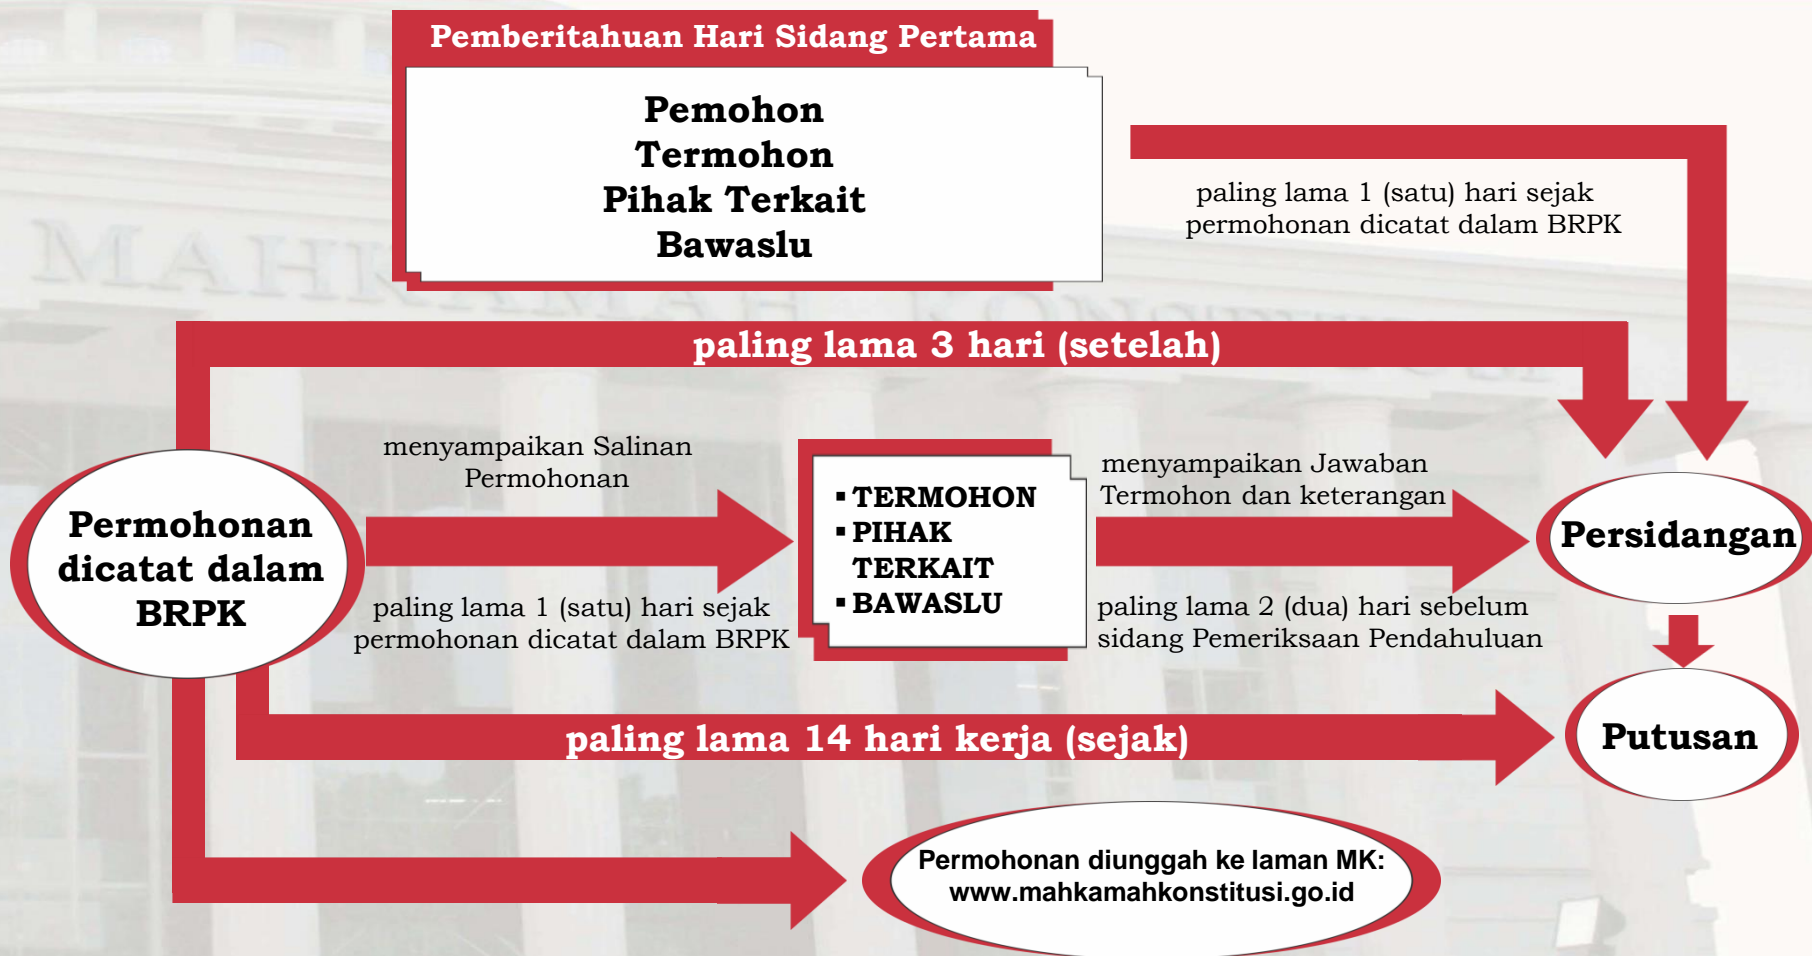 Pemberitahuan Hari Sidang Pertama
Pemohon
Termohon
Pihak Terkait
Bawaslu
paling lama 1 (satu) hari sejak
permohonan dicatat dalam BRPK
MAHKAMAH KONSTITUSI
paling lama 3 hari (setelah)
menyampaikan Salinan
Permohonan
Permohonan
dicatat dalam
BRPK
paling lama 1 (satu) hari sejak
permohonan dicatat dalam BRPK
▪ TERMOHON
▪ PIHAK
TERKAIT
▪ BAWASLU
menyampaikan Jawaban
Termohon dan keterangan
paling lama 2 (dua) hari sebelum
sidang Pemeriksaan Pendahuluan
Persidangan
paling lama 14 hari kerja (sejak)
Putusan
Permohonan diunggah ke laman MK:
www.mahkamahkonstitusi.go.id